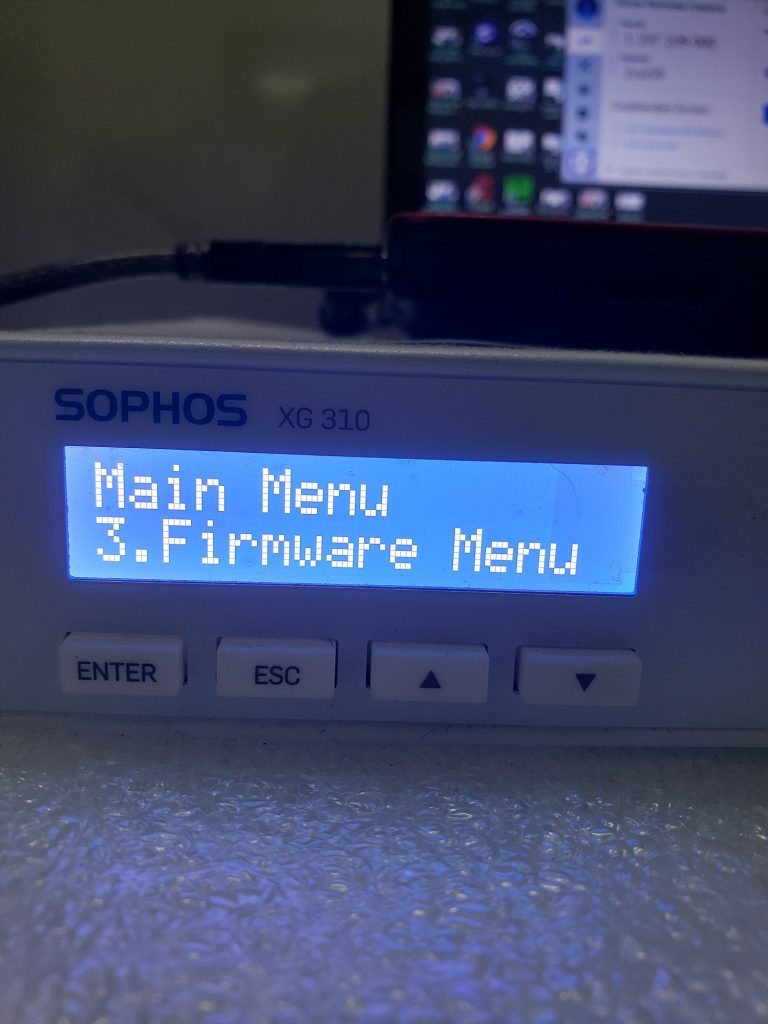 SOPHOS XG 310
Main Menu
3.Firmware Menu
ENTER ESC ▲ ▼